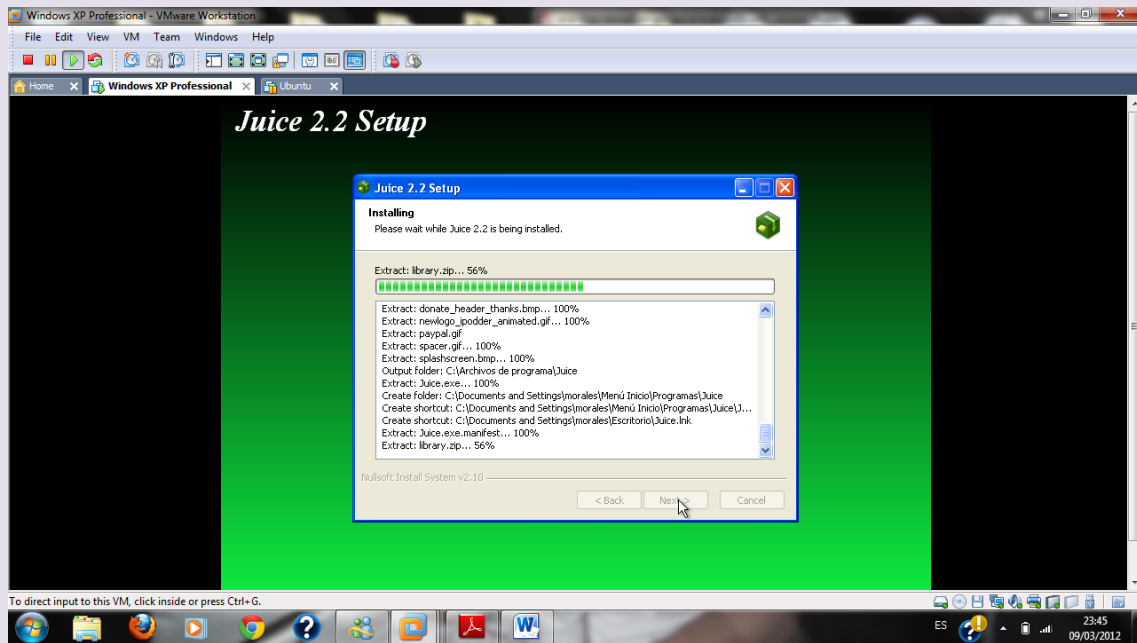 Windows XP Professional - VMware Workstation
File Edit View VM Team Windows Help
Home Windows XP Professional Ubuntu
Juice 2.2 Setup
Juice 2.2 Setup
Installing
Please wait while Juice 2.2 is being installed.
Extract: library.zip... 56%
Extract: donate_header_thanks.bmp... 100%
Extract: newlogo_ipodder_animated.gif... 100%
Extract: paypal.gif
Extract: spacer.gif... 100%
Extract: splashscreen.bmp... 100%
Output folder: C:\Archivos de programa\Juice
Extract: Juice.exe... 100%
Create folder: C:\Documents and Settings\morales\Menú Inicio\Programas\Juice
Create shortcut: C:\Documents and Settings\morales\Menú Inicio\Programas\Juice\J...
Create shortcut: C:\Documents and Settings\morales\Escritorio\Juice.lnk
Extract: Juice.exe.manifest... 100%
Extract: library.zip... 56%
Nullsoft Install System v2.10
< Back Next > Cancel
To direct input to this VM, click inside or press Ctrl+G.
ES 23:45
09/03/2012